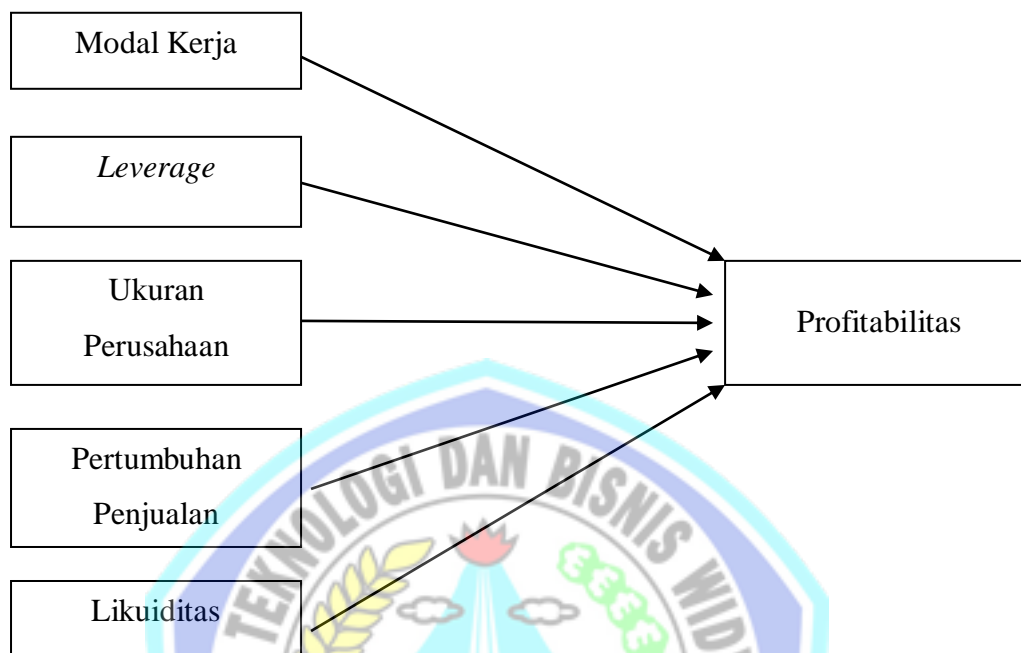 Modal Kerja
Leverage
Ukuran
Perusahaan
Profitabilitas
Pertumbuhan
Penjualan
Likuiditas
TEKNOLOGI DAN BISNIS